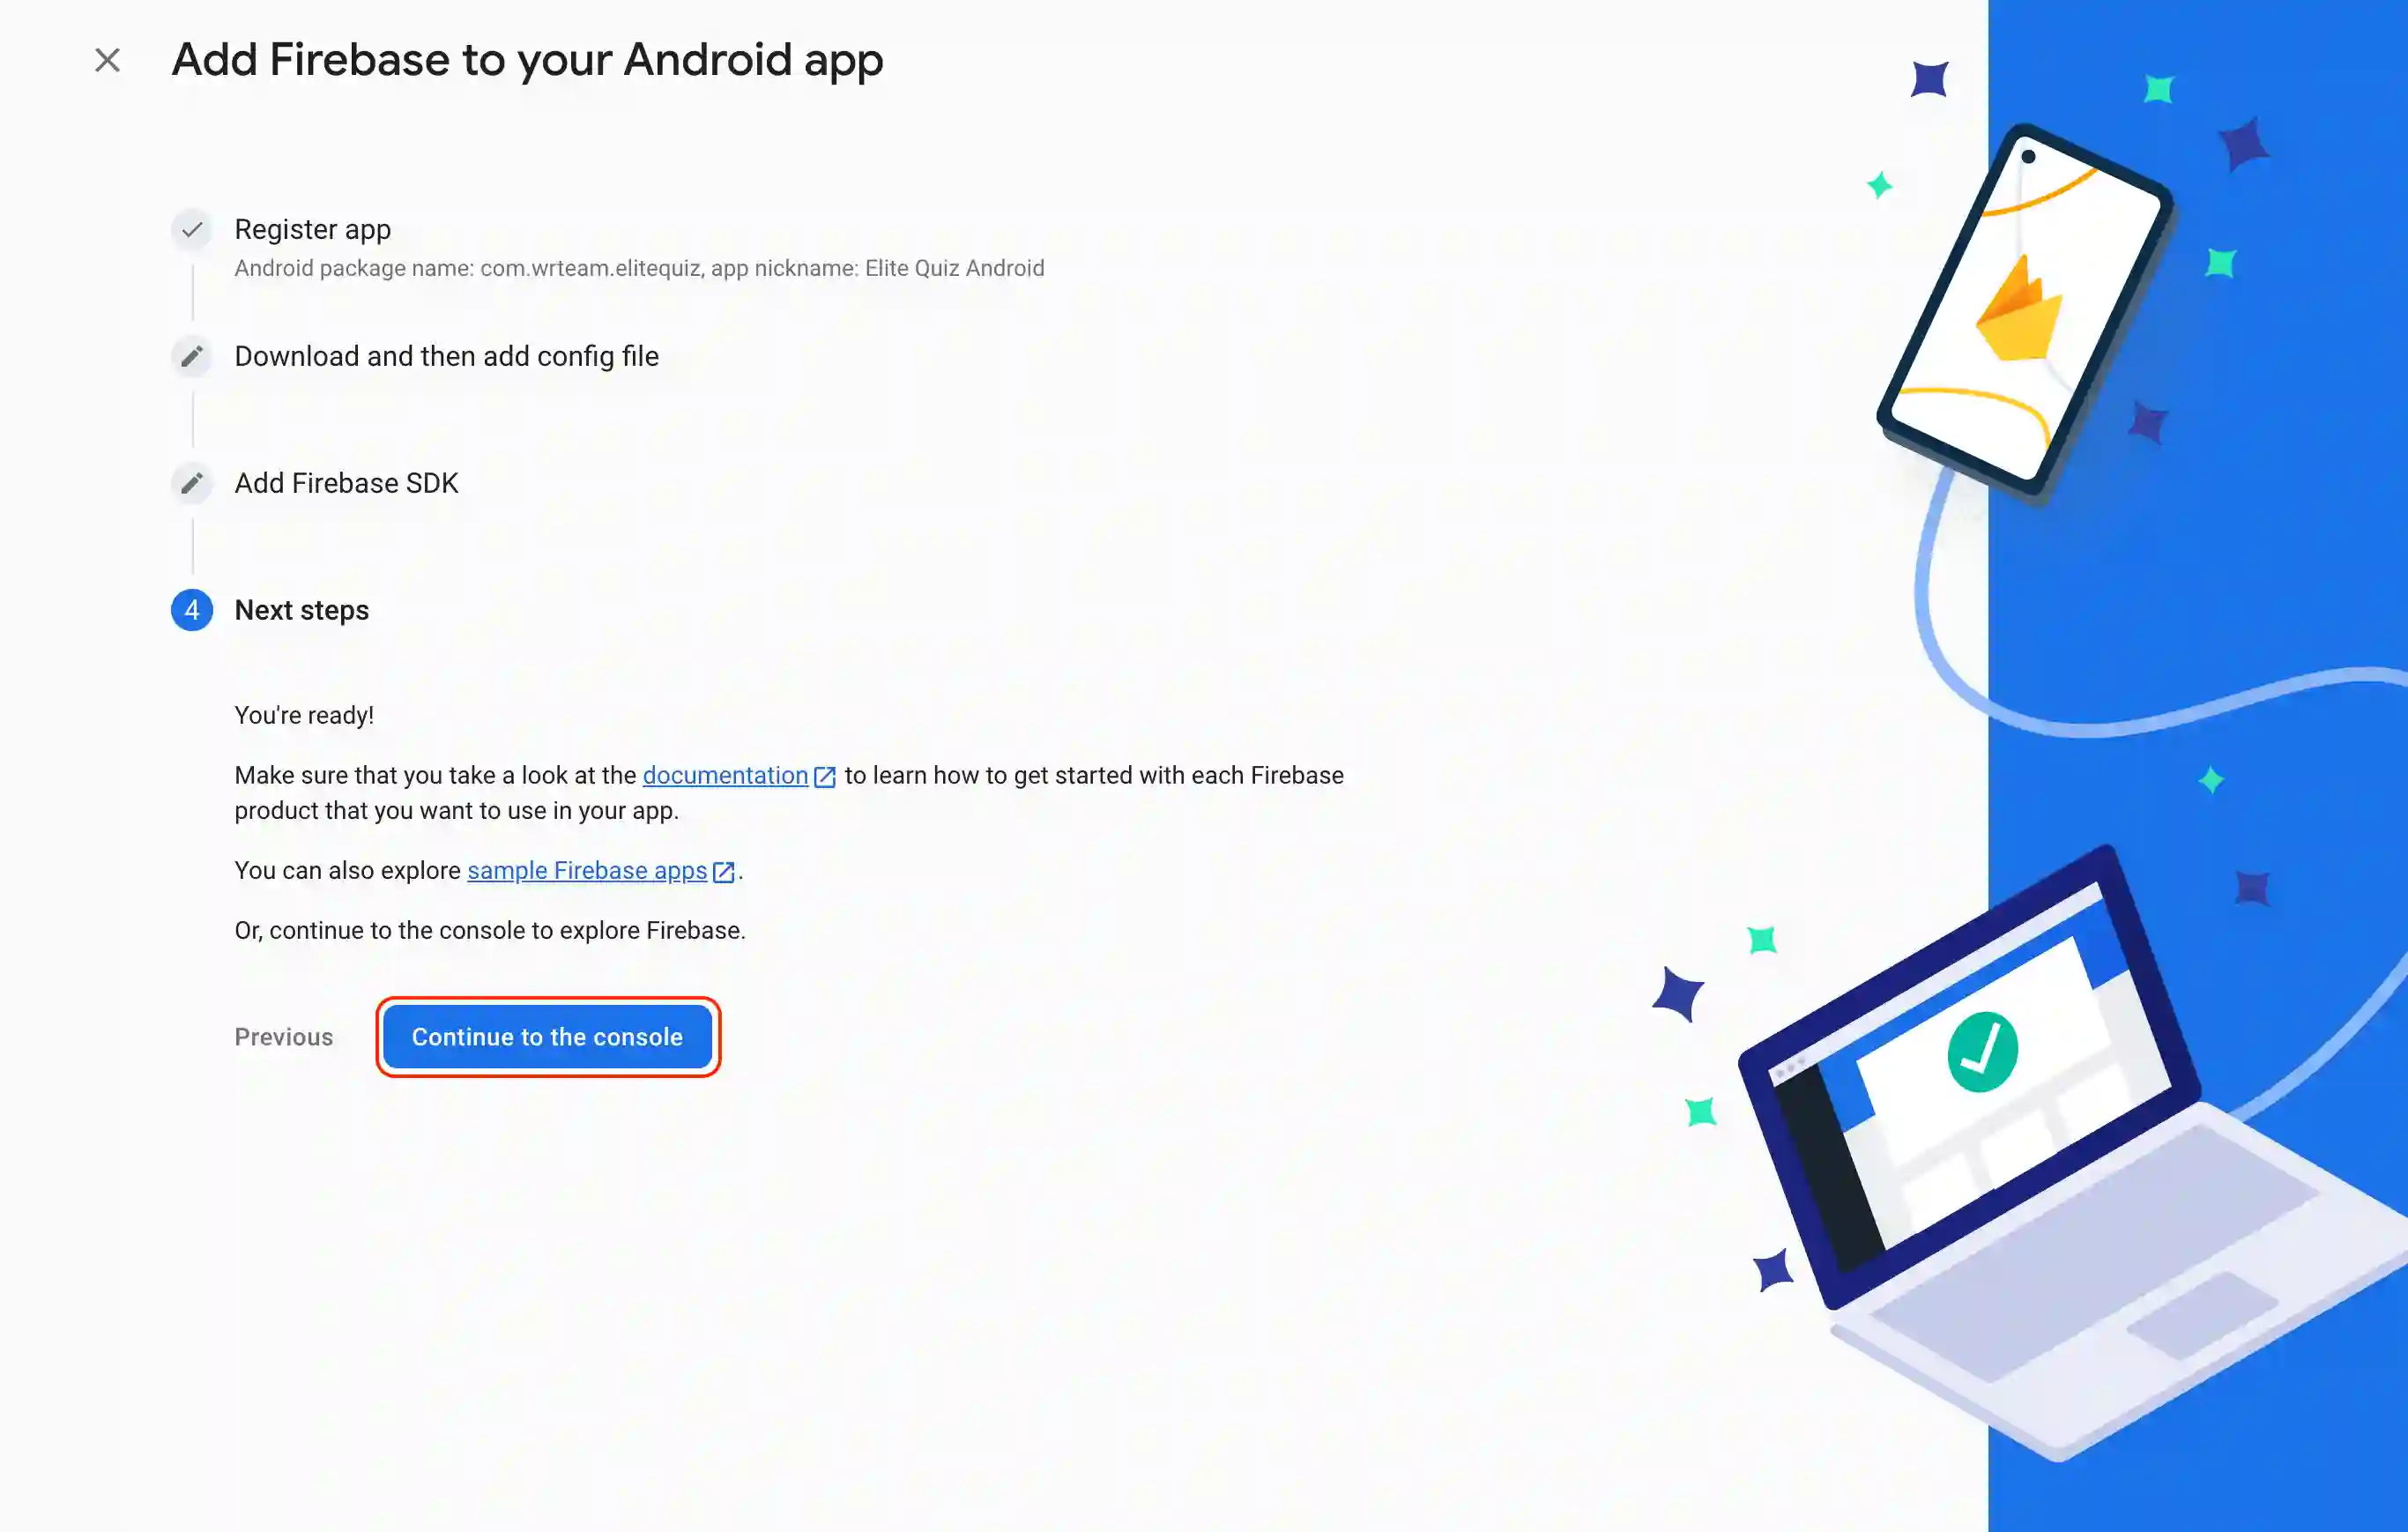 Add Firebase to your Android app
Register app
Android package name: com.wrteam.elitequiz, app nickname: Elite Quiz Android
Download and then add config file
Add Firebase SDK
4 Next steps
You're ready!
Make sure that you take a look at the documentation to learn how to get started with each Firebase
product that you want to use in your app.
You can also explore sample Firebase apps.
Or, continue to the console to explore Firebase.
Previous Continue to the console